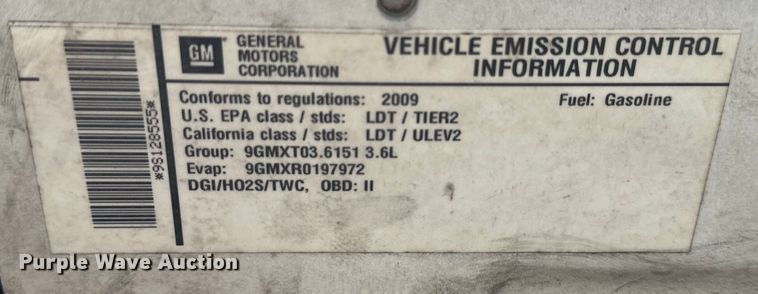 *9S128555*
GM
GENERAL
MOTORS
CORPORATION
VEHICLE EMISSION CONTROL
INFORMATION
Conforms to regulations: 2009
Fuel: Gasoline
U.S. EPA class / stds: LDT / TIER2
California class / stds: LDT / ULEV2
Group: 9GMXT03.6151 3.6L
Evap: 9GMXR0197972
DGI/HO2S/TWC, OBD: II
Purple Wave Auction